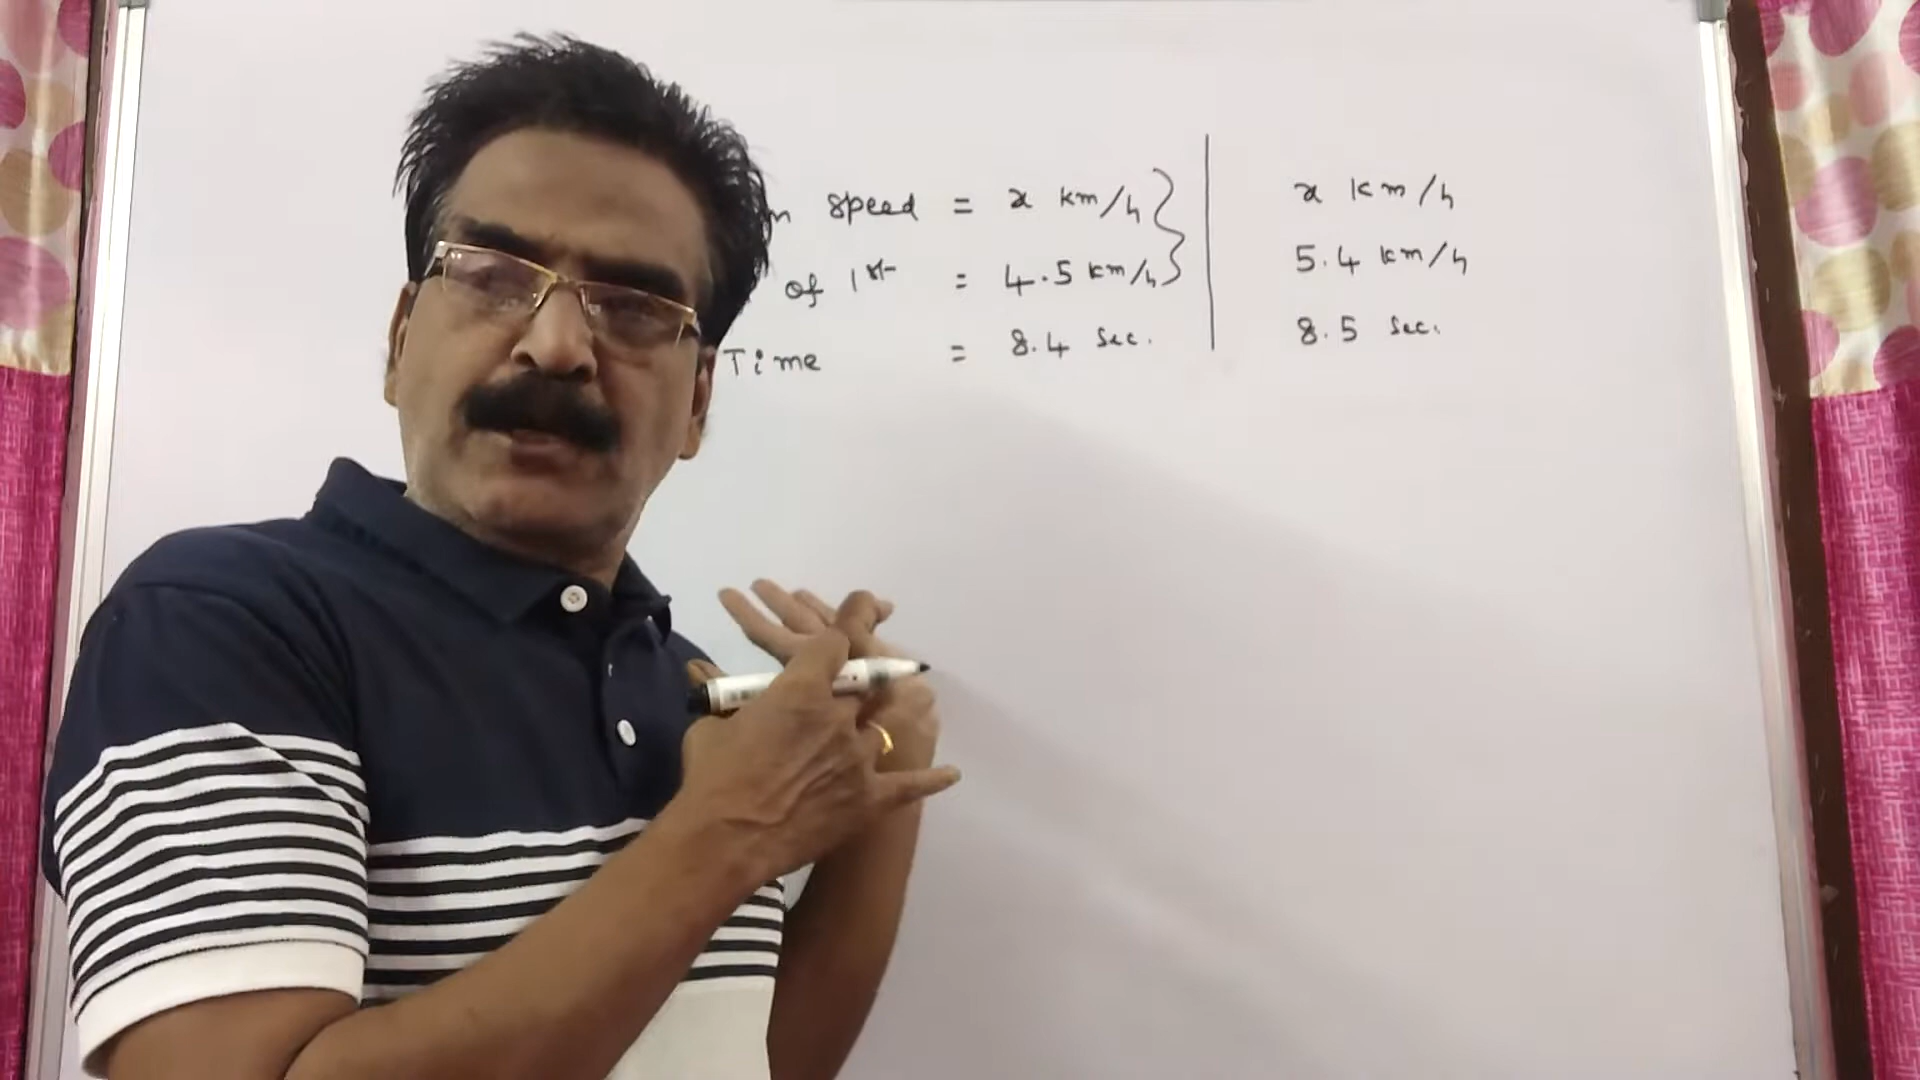 speed = x km/h } | x km/h
of 1st = 4.5 km/h } | 5.4 km/h
Time = 8.4 Sec. | 8.5 Sec.